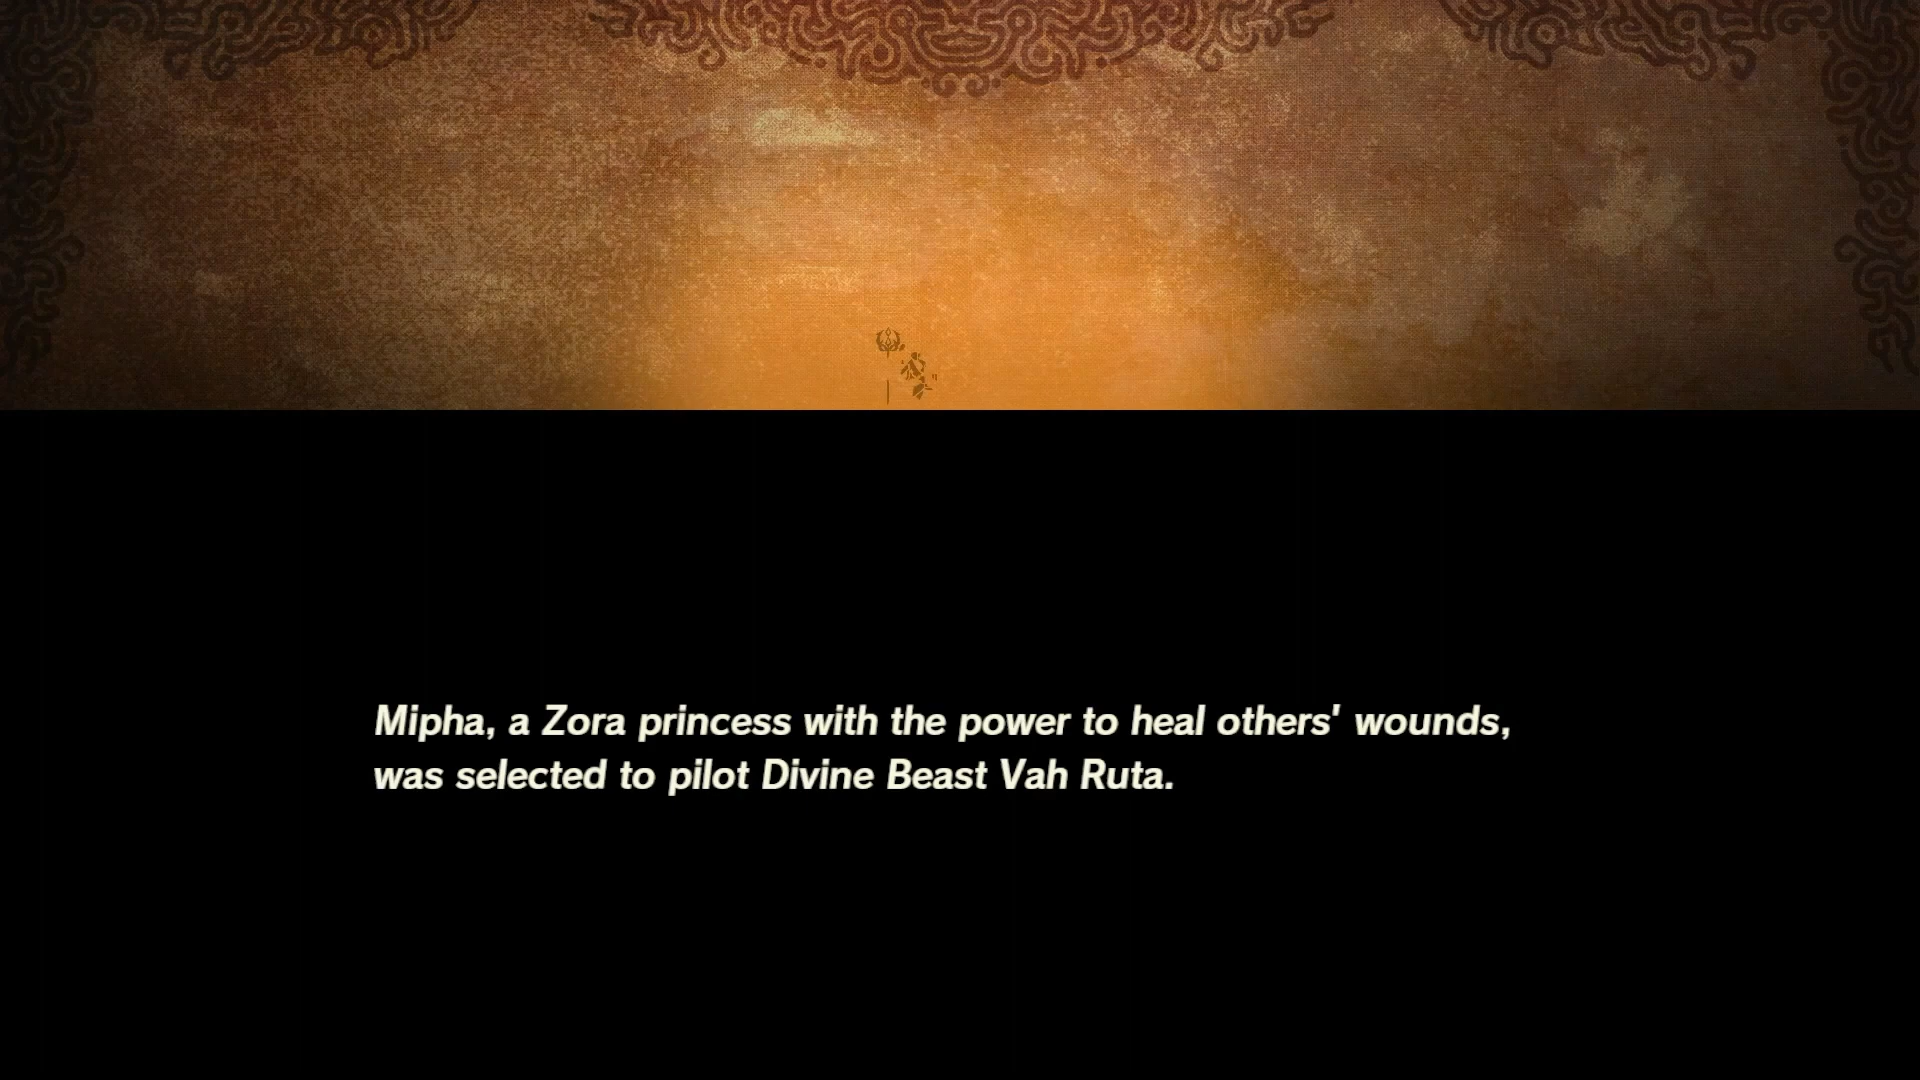 Mipha, a Zora princess with the power to heal others' wounds,
was selected to pilot Divine Beast Vah Ruta.